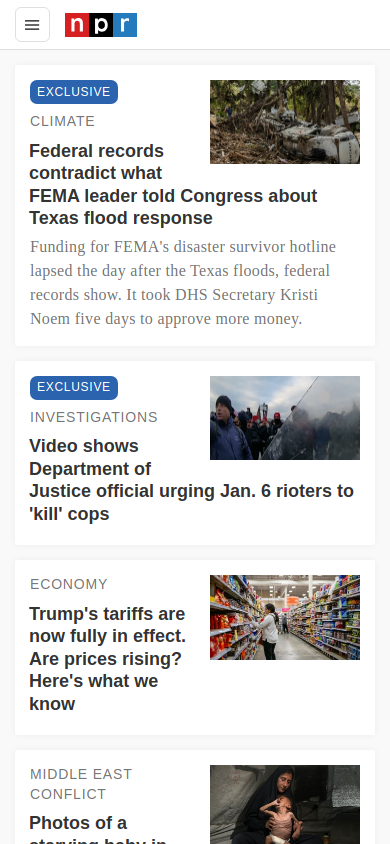 npr
EXCLUSIVE
CLIMATE
Federal records
contradict what
FEMA leader told Congress about
Texas flood response
Funding for FEMA's disaster survivor hotline
lapsed the day after the Texas floods, federal
records show. It took DHS Secretary Kristi
Noem five days to approve more money.
EXCLUSIVE
INVESTIGATIONS
Video shows
Department of
Justice official urging Jan. 6 rioters to
'kill' cops
ECONOMY
Trump's tariffs are
now fully in effect.
Are prices rising?
Here's what we
know
MIDDLE EAST
CONFLICT
Photos of a
starving baby in